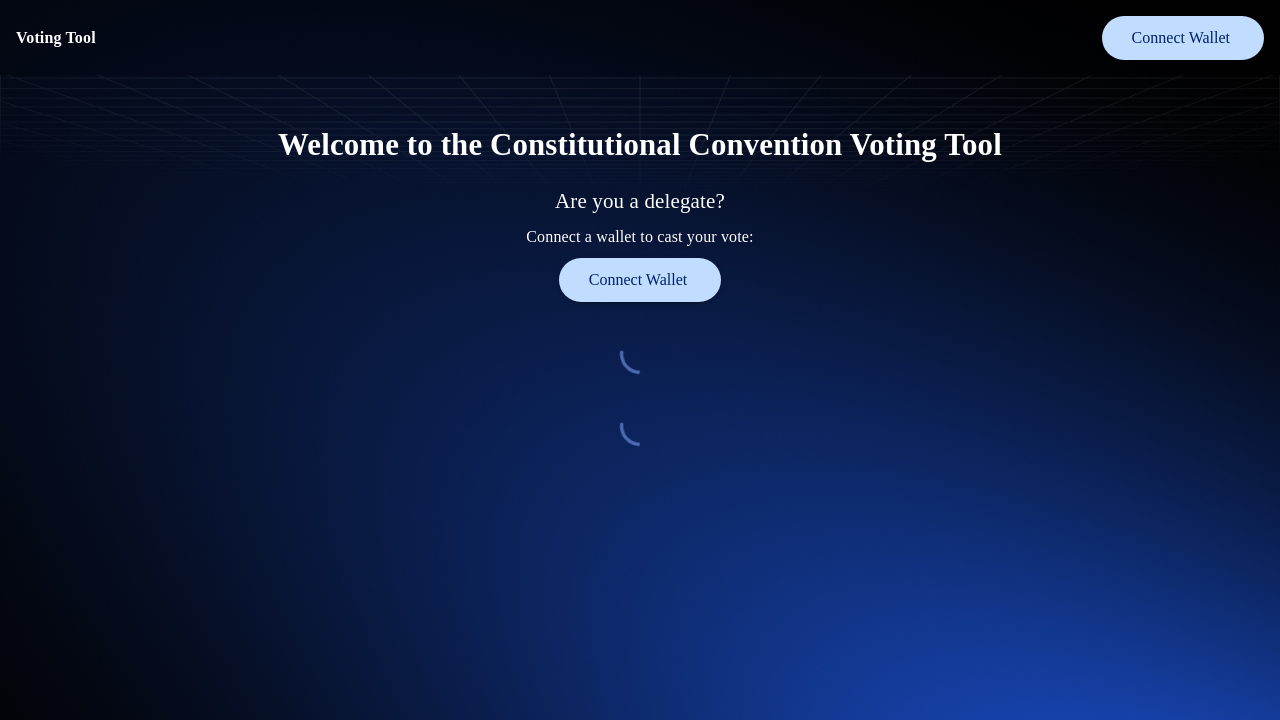 Voting Tool
Connect Wallet
Welcome to the Constitutional Convention Voting Tool
Are you a delegate?
Connect a wallet to cast your vote:
Connect Wallet